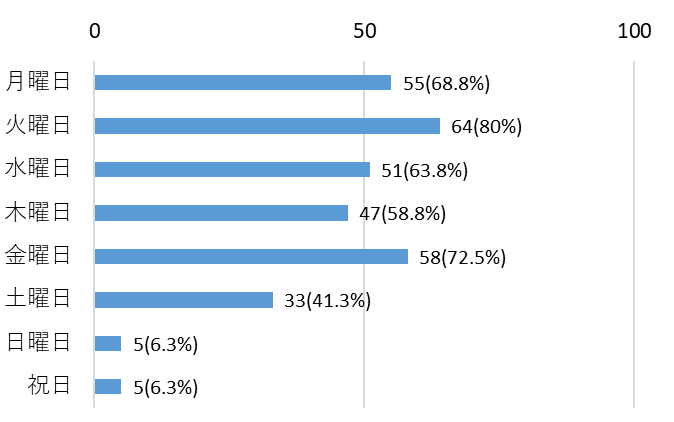 0 50 100
月曜日 55(68.8%)
火曜日 64(80%)
水曜日 51(63.8%)
木曜日 47(58.8%)
金曜日 58(72.5%)
土曜日 33(41.3%)
日曜日 5(6.3%)
祝日 5(6.3%)